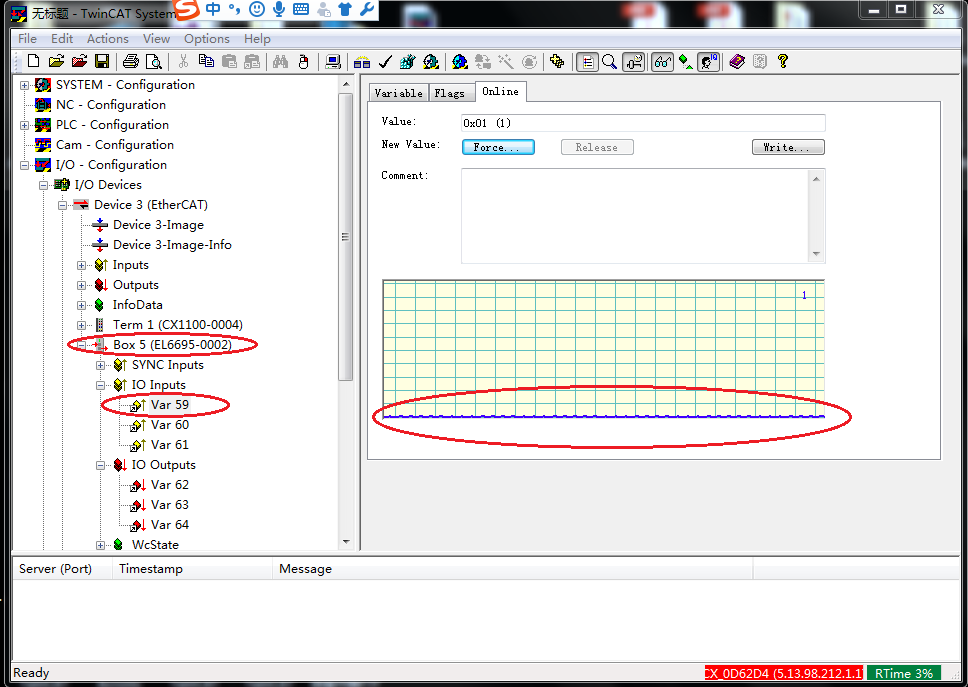 无标题 - TwinCAT System
中
File Edit Actions View Options Help
SYSTEM - Configuration
NC - Configuration
PLC - Configuration
Cam - Configuration
I/O - Configuration
I/O Devices
Device 3 (EtherCAT)
Device 3-Image
Device 3-Image-Info
Inputs
Outputs
InfoData
Term 1 (CX1100-0004)
Box 5 (EL6695-0002)
SYNC Inputs
IO Inputs
Var 59
Var 60
Var 61
IO Outputs
Var 62
Var 63
Var 64
WcState
Variable Flags Online
Value: 0x01 (1)
New Value: Force... Release Write...
Comment:
1
Server (Port) Timestamp Message
Ready CX_0D62D4 (5.13.98.212.1.1) RTime 3%